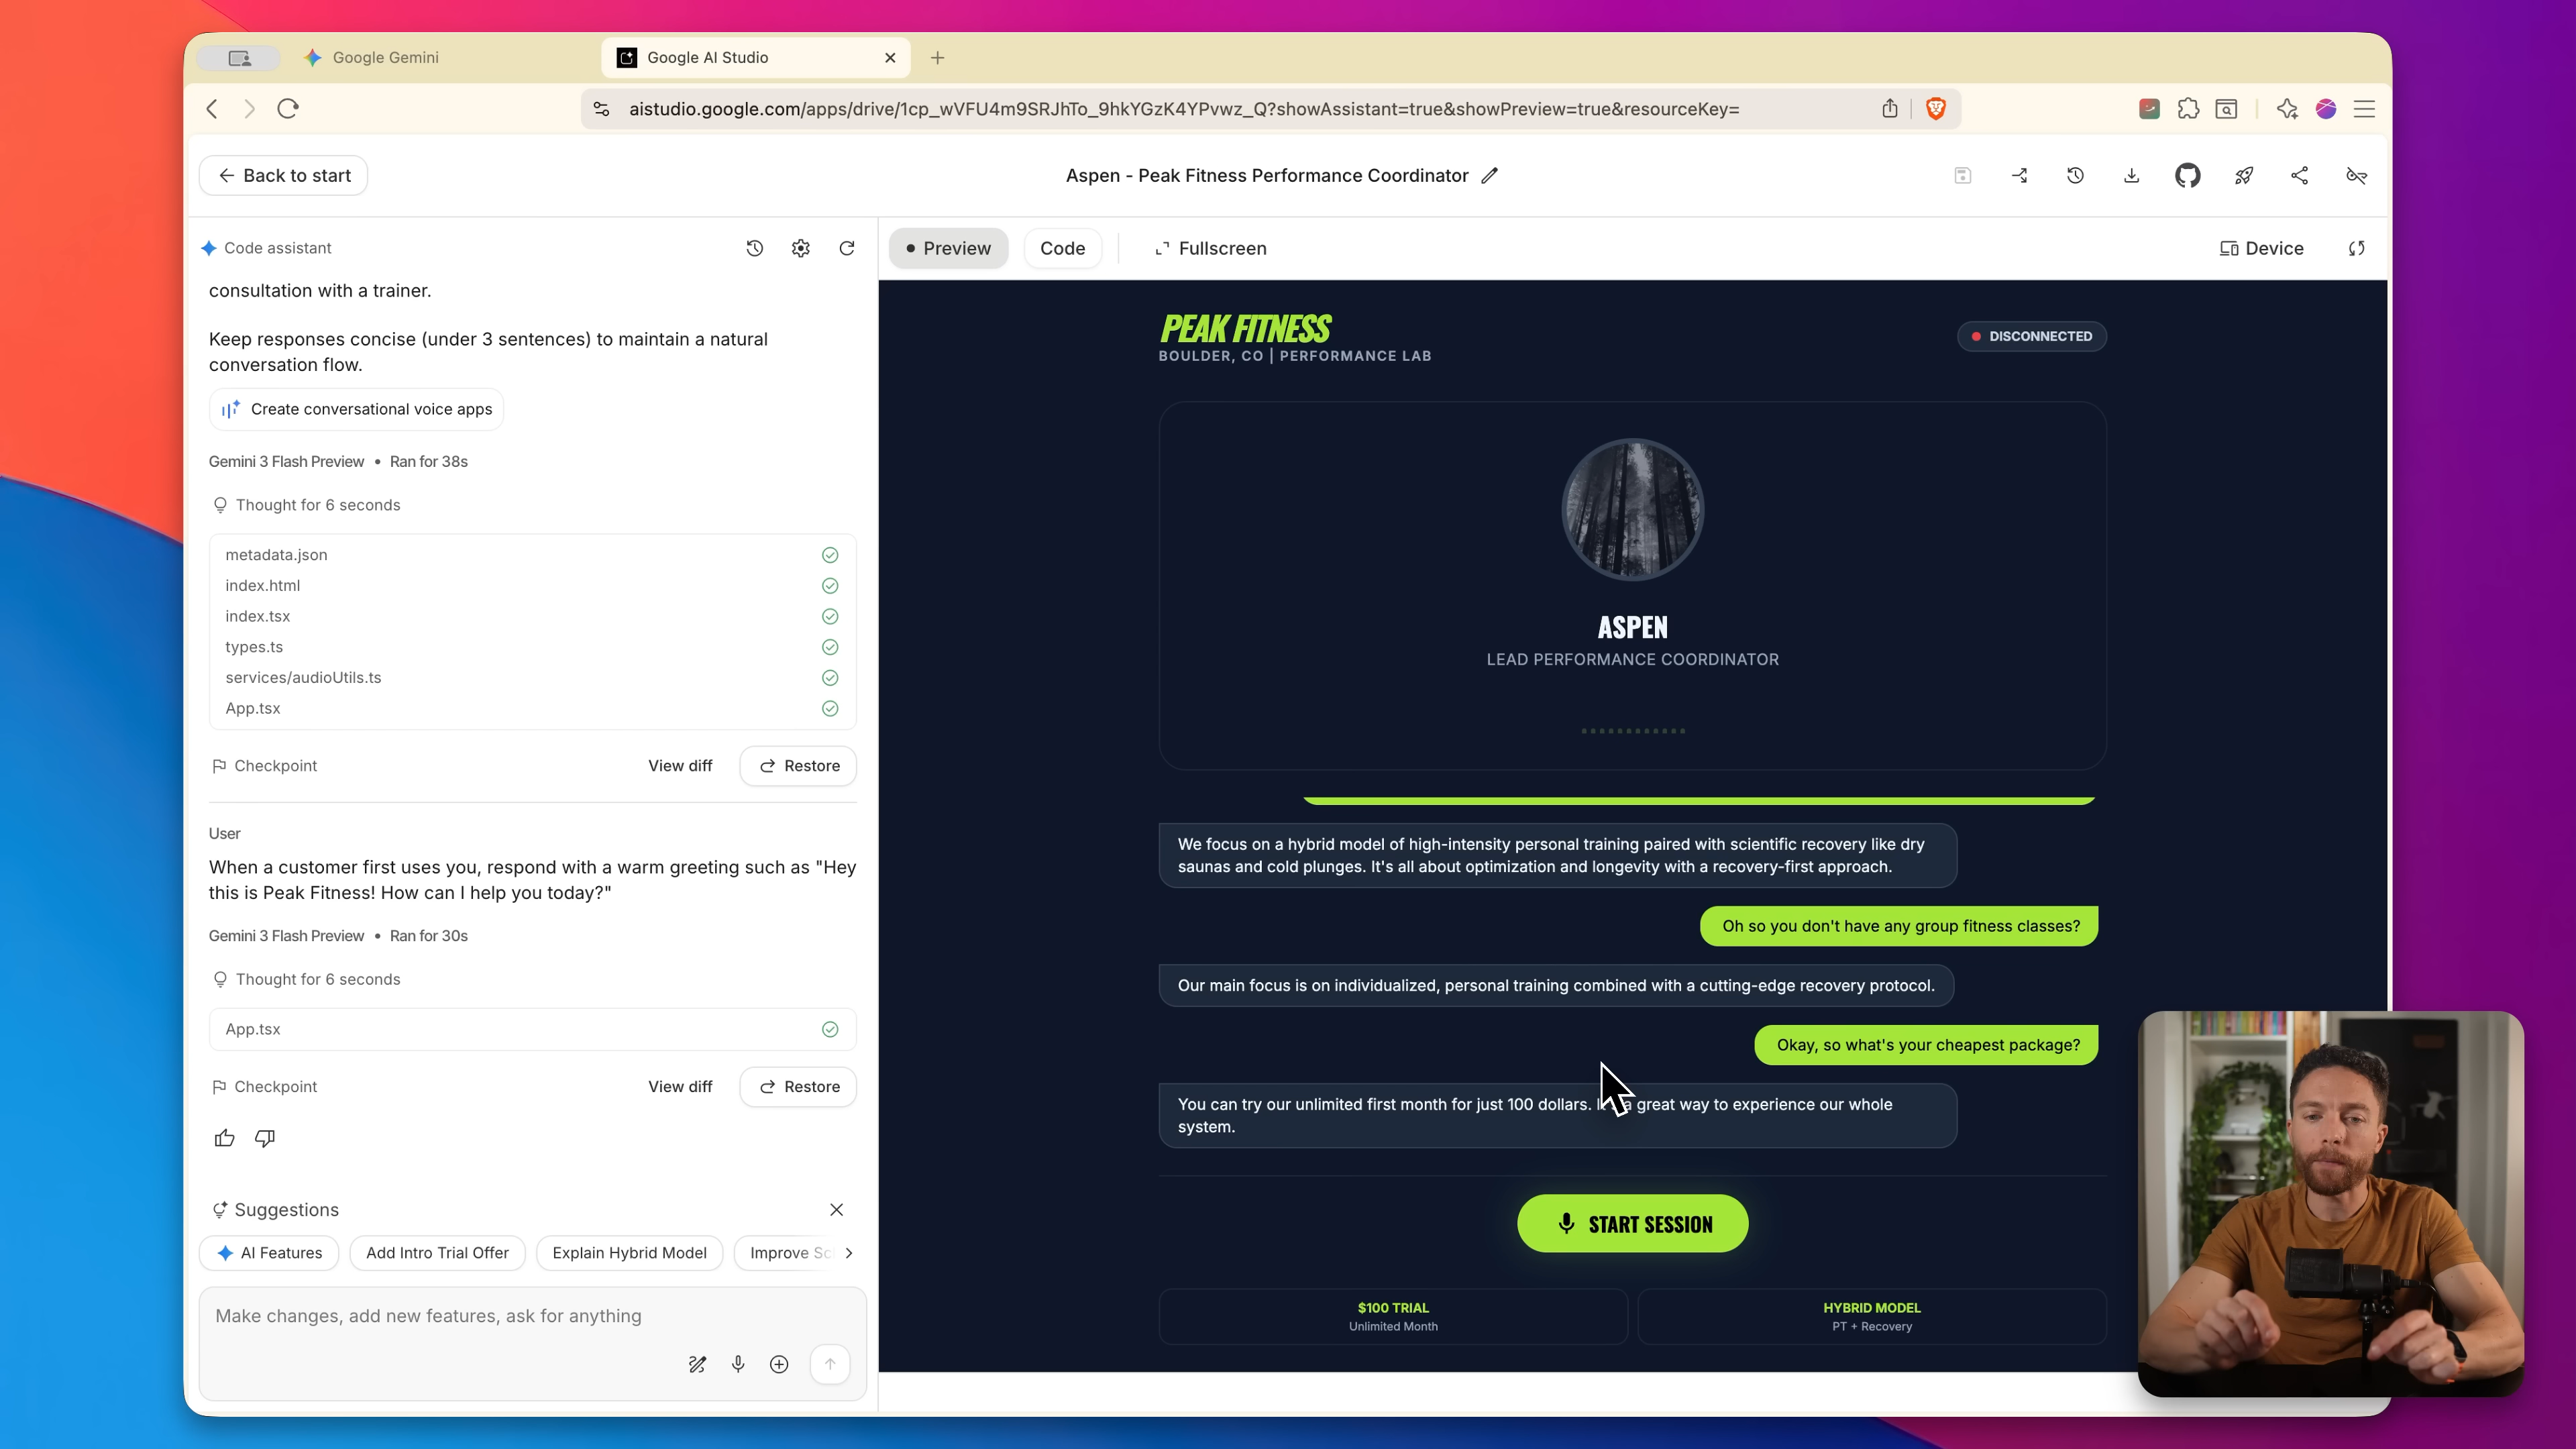 Google Gemini
Google AI Studio
aistudio.google.com/apps/drive/1cp_wVFU4m9SRJhTo_9hkYGzK4YPvwz_Q?showAssistant=true&showPreview=true&resourceKey=
Back to start
Aspen - Peak Fitness Performance Coordinator
Code assistant
consultation with a trainer.
Keep responses concise (under 3 sentences) to maintain a natural
conversation flow.
Create conversational voice apps
Gemini 3 Flash Preview • Ran for 38s
Thought for 6 seconds
metadata.json
index.html
index.tsx
types.ts
services/audioUtils.ts
App.tsx
Checkpoint
View diff
Restore
User
When a customer first uses you, respond with a warm greeting such as "Hey
this is Peak Fitness! How can I help you today?"
Gemini 3 Flash Preview • Ran for 30s
Thought for 6 seconds
App.tsx
Checkpoint
View diff
Restore
Suggestions
AI Features
Add Intro Trial Offer
Explain Hybrid Model
Improve
Make changes, add new features, ask for anything
Preview
Code
Fullscreen
Device
PEAK FITNESS
BOULDER, CO | PERFORMANCE LAB
DISCONNECTED
ASPEN
LEAD PERFORMANCE COORDINATOR
We focus on a hybrid model of high-intensity personal training paired with scientific recovery like dry
saunas and cold plunges. It's all about optimization and longevity with a recovery-first approach.
Oh so you don't have any group fitness classes?
Our main focus is on individualized, personal training combined with a cutting-edge recovery protocol.
Okay, so what's your cheapest package?
You can try our unlimited first month for just 100 dollars. great way to experience our whole
system.
START SESSION
$100 TRIAL
Unlimited Month
HYBRID MODEL
PT + Recovery